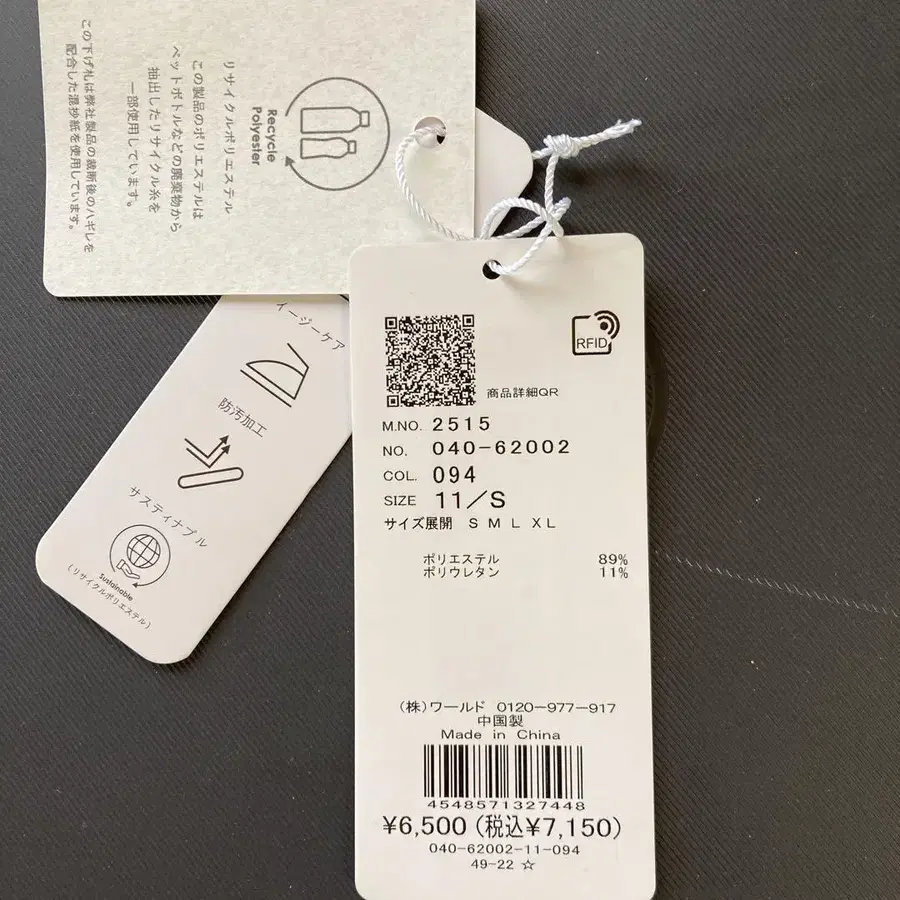 Recycle
Polyester
リサイクルポリエステル
この製品のポリエステルは
ペットボトルなどの廃棄物から
抽出したリサイクル糸を
一部使用しています。
この下げ札は弊社製品の裁断後のハギレを
配合した混抄紙を使用しています。
イージーケア
防汚加工
サスティナブル
Sustainable
(リサイクルポリエステル)
RFID
商品詳細QR
M.NO. 2515
NO. 040-62002
COL. 094
SIZE 11/S
サイズ展開 S M L XL
ポリエステル 89%
ポリウレタン 11%
(株)ワールド 0120-977-917
中国製
Made in China
4548571327448
¥6,500 (税込¥7,150)
040-62002-11-094
49-22 ☆